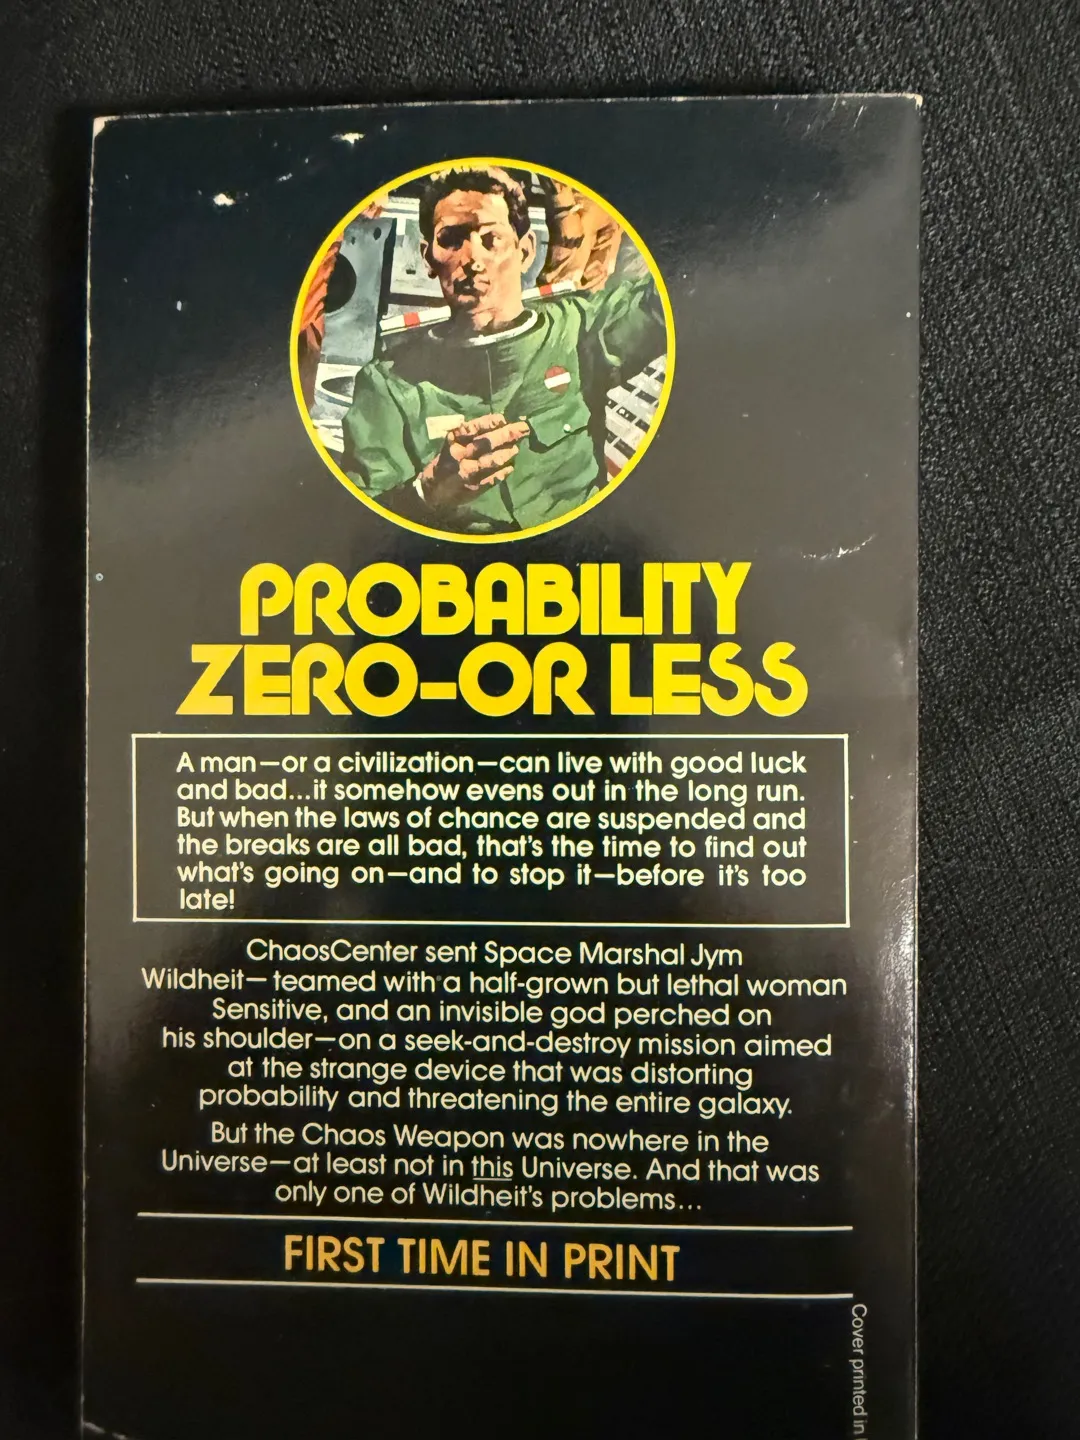 PROBABILITY
ZERO-OR LESS
A man—or a civilization—can live with good luck
and bad...it somehow evens out in the long run.
But when the laws of chance are suspended and
the breaks are all bad, that's the time to find out
what's going on—and to stop it—before it's too
late!
ChaosCenter sent Space Marshal Jym
Wildheit—teamed with a half-grown but lethal woman
Sensitive, and an invisible god perched on
his shoulder—on a seek-and-destroy mission aimed
at the strange device that was distorting
probability and threatening the entire galaxy.
But the Chaos Weapon was nowhere in the
Universe—at least not in this Universe. And that was
only one of Wildheit's problems...
FIRST TIME IN PRINT
Cover printed in